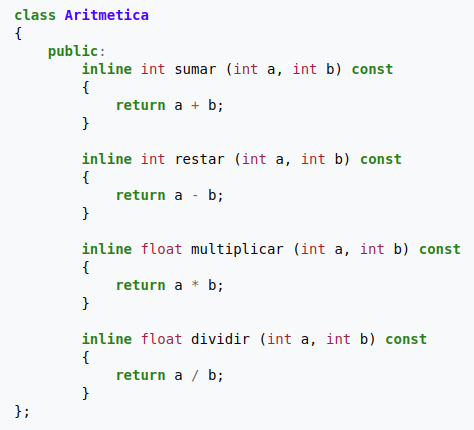 class Aritmetica
{
    public:
        inline int sumar (int a, int b) const
        {
            return a + b;
        }

        inline int restar (int a, int b) const
        {
            return a - b;
        }

        inline float multiplicar (int a, int b) const
        {
            return a * b;
        }

        inline float dividir (int a, int b) const
        {
            return a / b;
        }
};